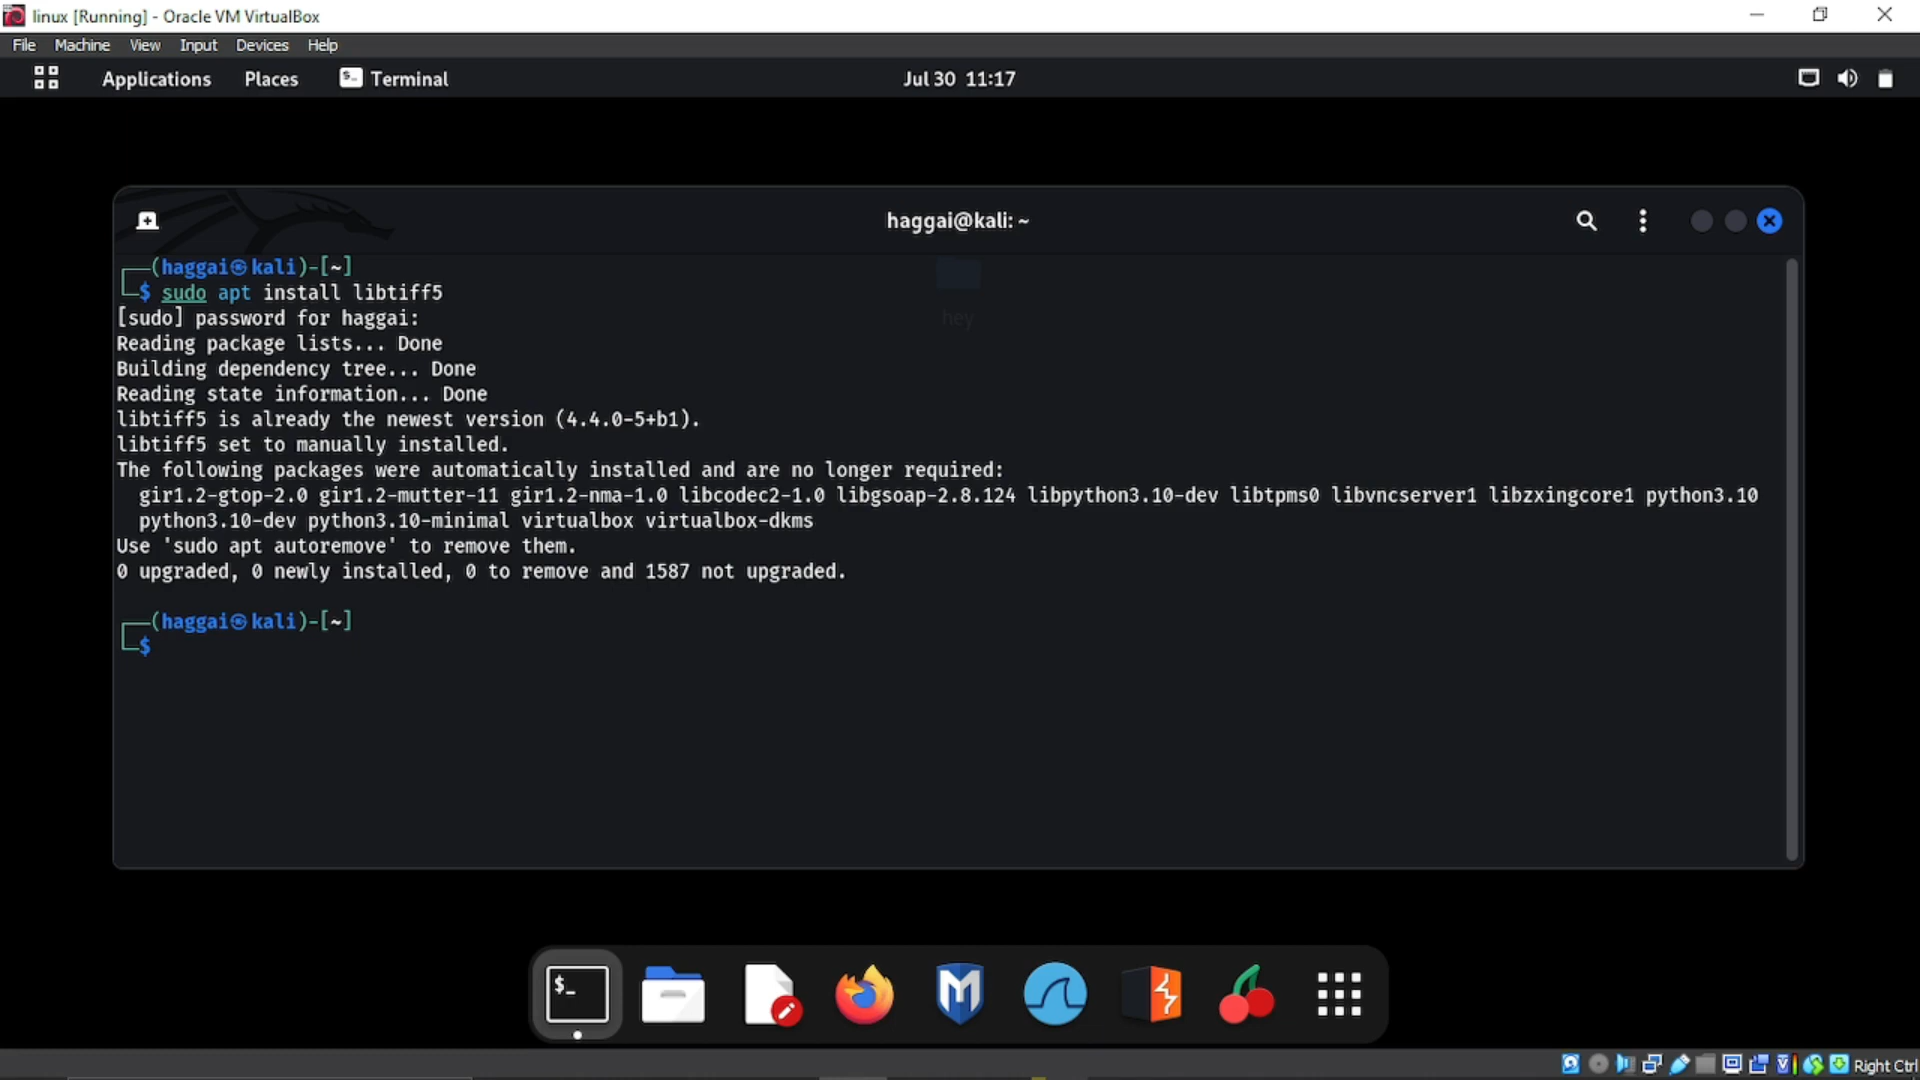 linux [Running] - Oracle VM VirtualBox
File Machine View Input Devices Help
Applications Places Terminal Jul 30 11:17
haggai@kali: ~
hey
(haggai㉿kali)-[~]
$ sudo apt install libtiff5
[sudo] password for haggai:
Reading package lists... Done
Building dependency tree... Done
Reading state information... Done
libtiff5 is already the newest version (4.4.0-5+b1).
libtiff5 set to manually installed.
The following packages were automatically installed and are no longer required:
gir1.2-gtop-2.0 gir1.2-mutter-11 gir1.2-nma-1.0 libcodec2-1.0 libgsoap-2.8.124 libpython3.10-dev libtpms0 libvncserver1 libzxingcore1 python3.10
python3.10-dev python3.10-minimal virtualbox virtualbox-dkms
Use 'sudo apt autoremove' to remove them.
0 upgraded, 0 newly installed, 0 to remove and 1587 not upgraded.
(haggai㉿kali)-[~]
$
$_
Right Ctrl